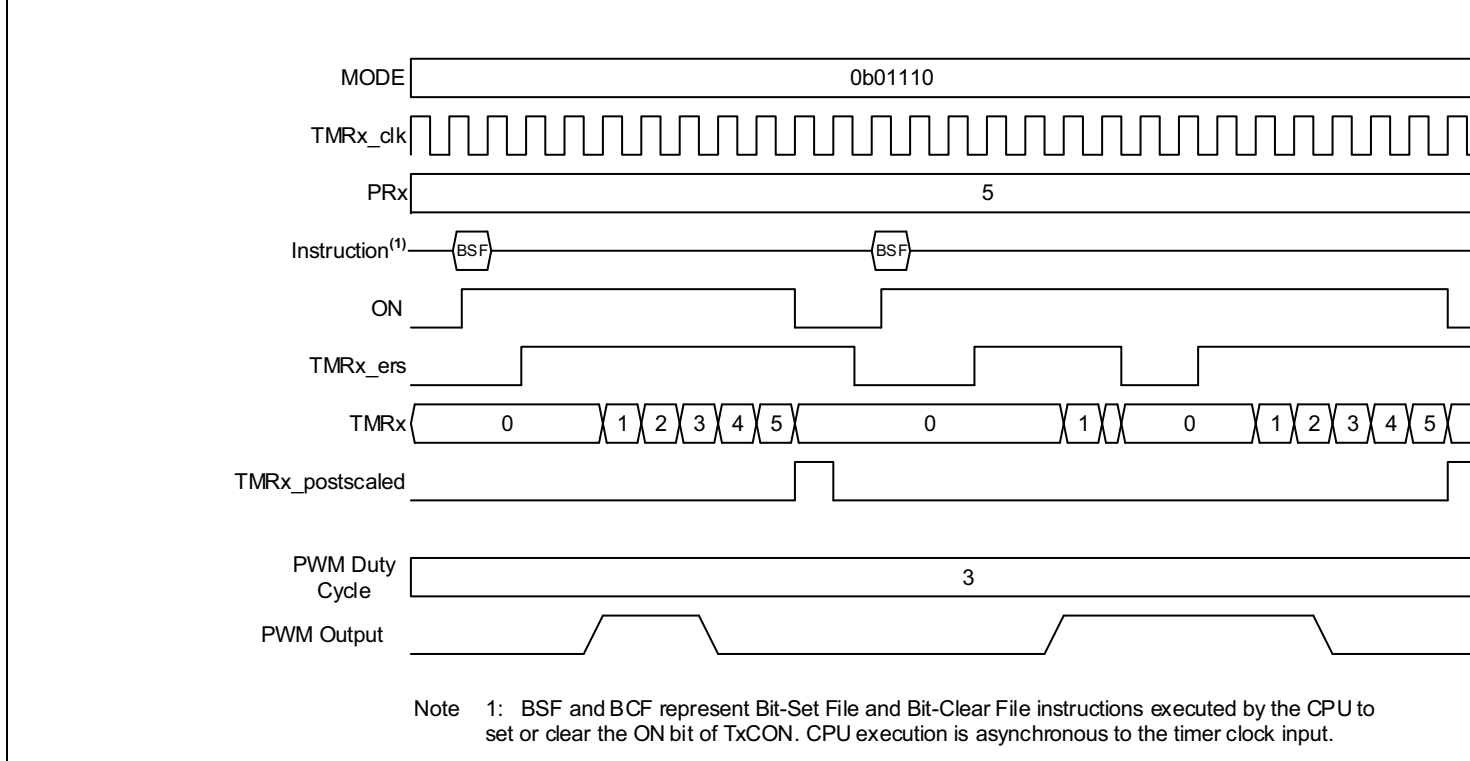 MODE 0b01110
TMRx_clk
PRx 5
Instruction(1) BSF BSF
ON
TMRx_ers
TMRx 0 1 2 3 4 5 0 1 0 1 2 3 4 5
TMRx_postscaled
PWM Duty
Cycle 3
PWM Output
Note 1: BSF and BCF represent Bit-Set File and Bit-Clear File instructions executed by the CPU to
set or clear the ON bit of TxCON. CPU execution is asynchronous to the timer clock input.